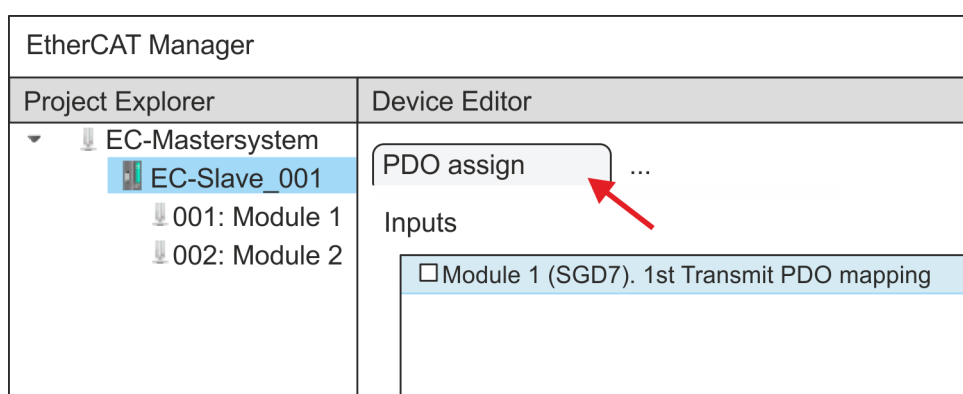 EtherCAT Manager
Project Explorer
Device Editor
EC-Mastersystem
EC-Slave_001
001: Module 1
002: Module 2
PDO assign
...
Inputs
Module 1 (SGD7). 1st Transmit PDO mapping